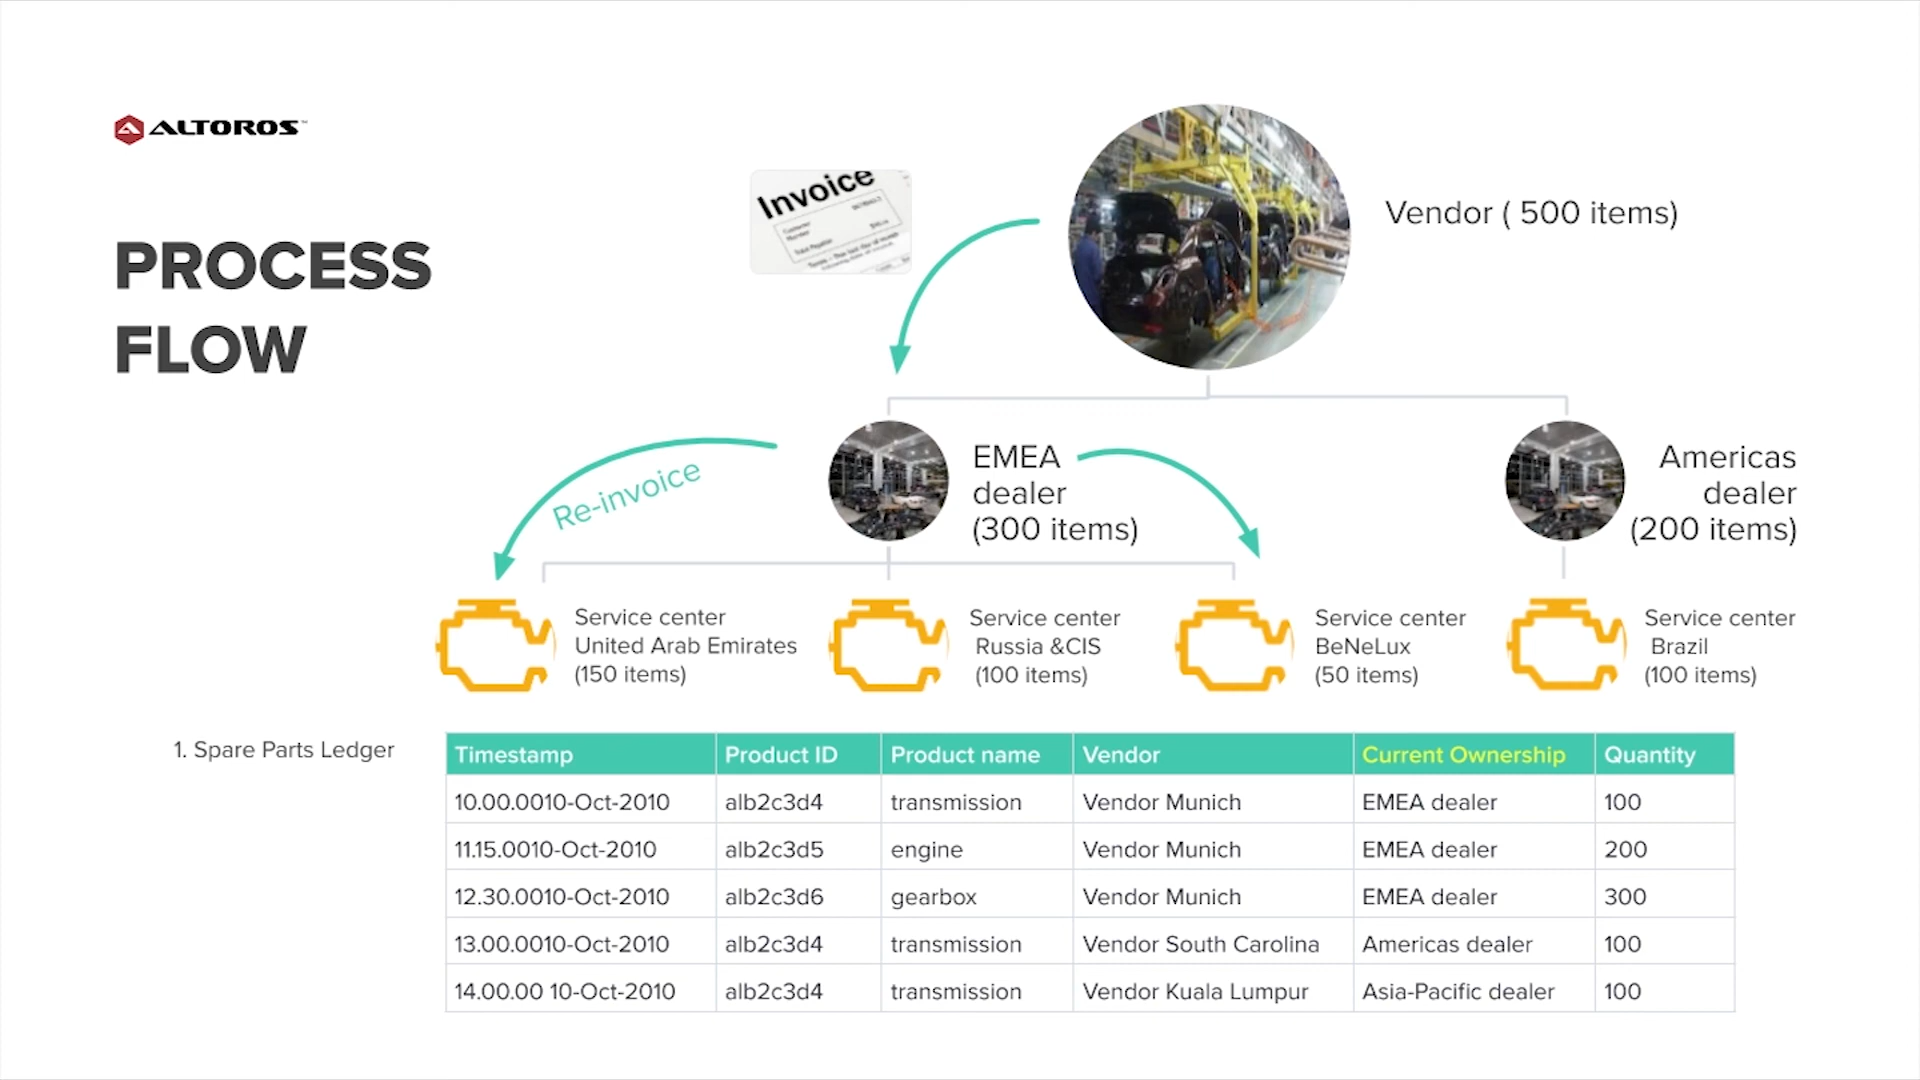 ALTOROS
PROCESS
FLOW
Invoice
Customer
Number
Vendor ( 500 items)
Re-invoice
EMEA
dealer
(300 items)
Americas
dealer
(200 items)
Service center
United Arab Emirates
(150 items)
Service center
Russia &CIS
(100 items)
Service center
BeNeLux
(50 items)
Service center
Brazil
(100 items)
1. Spare Parts Ledger
Timestamp Product ID Product name Vendor Current Ownership Quantity
10.00.0010-Oct-2010 alb2c3d4 transmission Vendor Munich EMEA dealer 100
11.15.0010-Oct-2010 alb2c3d5 engine Vendor Munich EMEA dealer 200
12.30.0010-Oct-2010 alb2c3d6 gearbox Vendor Munich EMEA dealer 300
13.00.0010-Oct-2010 alb2c3d4 transmission Vendor South Carolina Americas dealer 100
14.00.00 10-Oct-2010 alb2c3d4 transmission Vendor Kuala Lumpur Asia-Pacific dealer 100